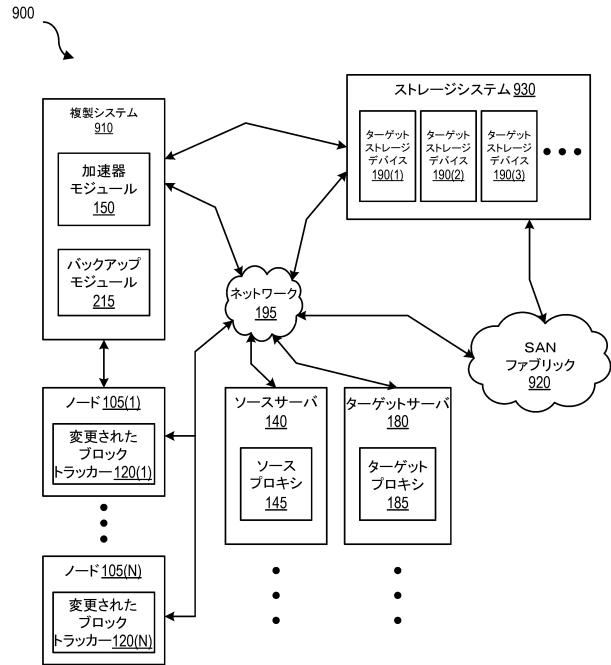 900
複製システム
910
加速器
モジュール
150
バックアップ
モジュール
215
ストレージシステム 930
ターゲット
ストレージ
デバイス
190(1)
ターゲット
ストレージ
デバイス
190(2)
ターゲット
ストレージ
デバイス
190(3)
ネットワーク
195
SAN
ファブリック
920
ノード 105(1)
変更された
ブロック
トラッカー 120(1)
ソースサーバ
140
ソース
プロキシ
145
ターゲットサーバ
180
ターゲット
プロキシ
185
ノード 105(N)
変更された
ブロック
トラッカー 120(N)